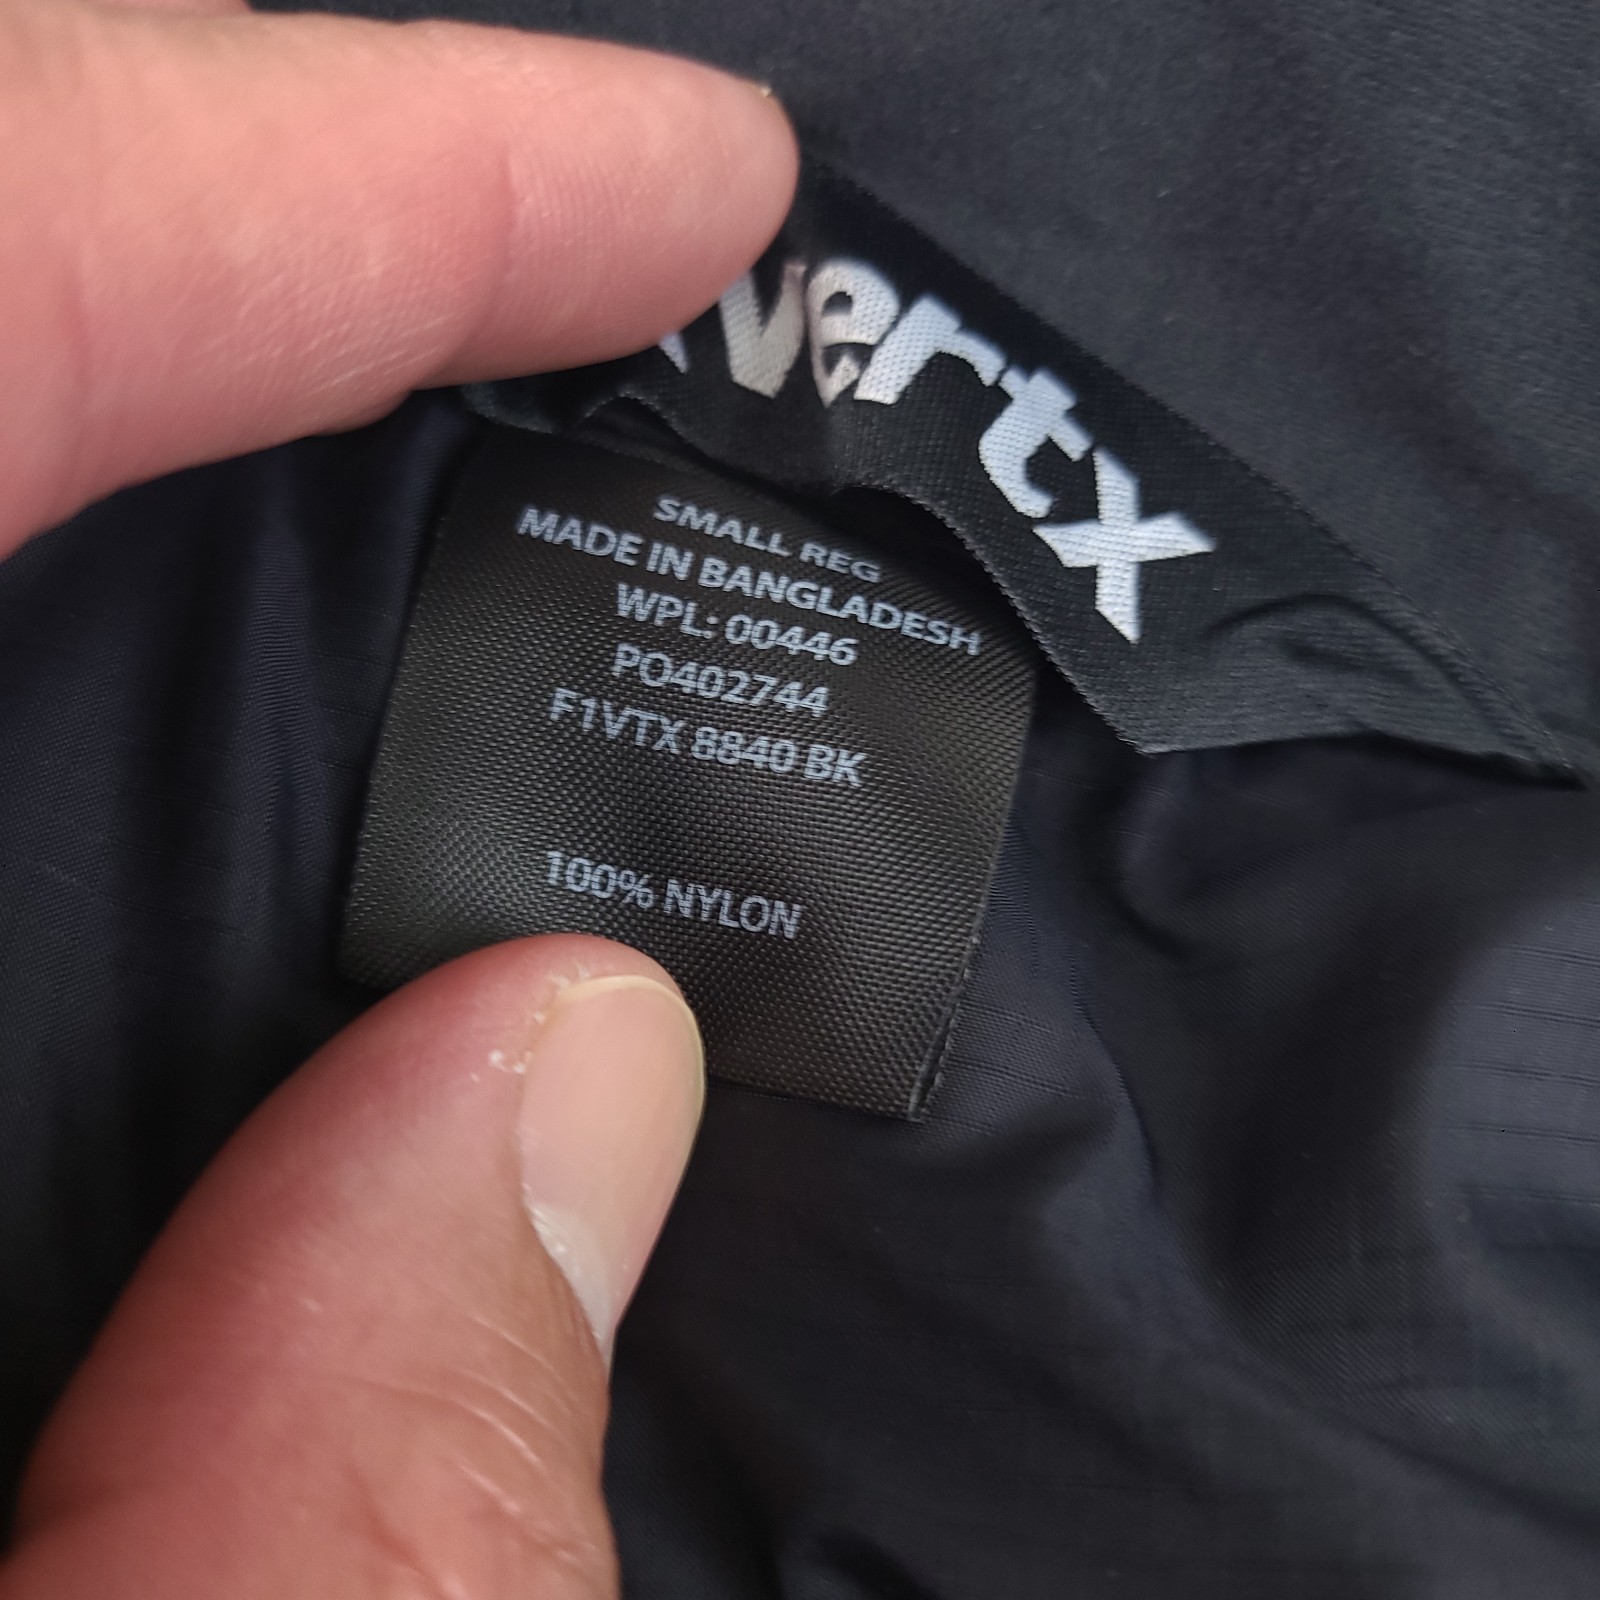 vertx
SMALL REG
MADE IN BANGLADESH
WPL: 00446
PO402744
F1VTX 8840 BK
100% NYLON